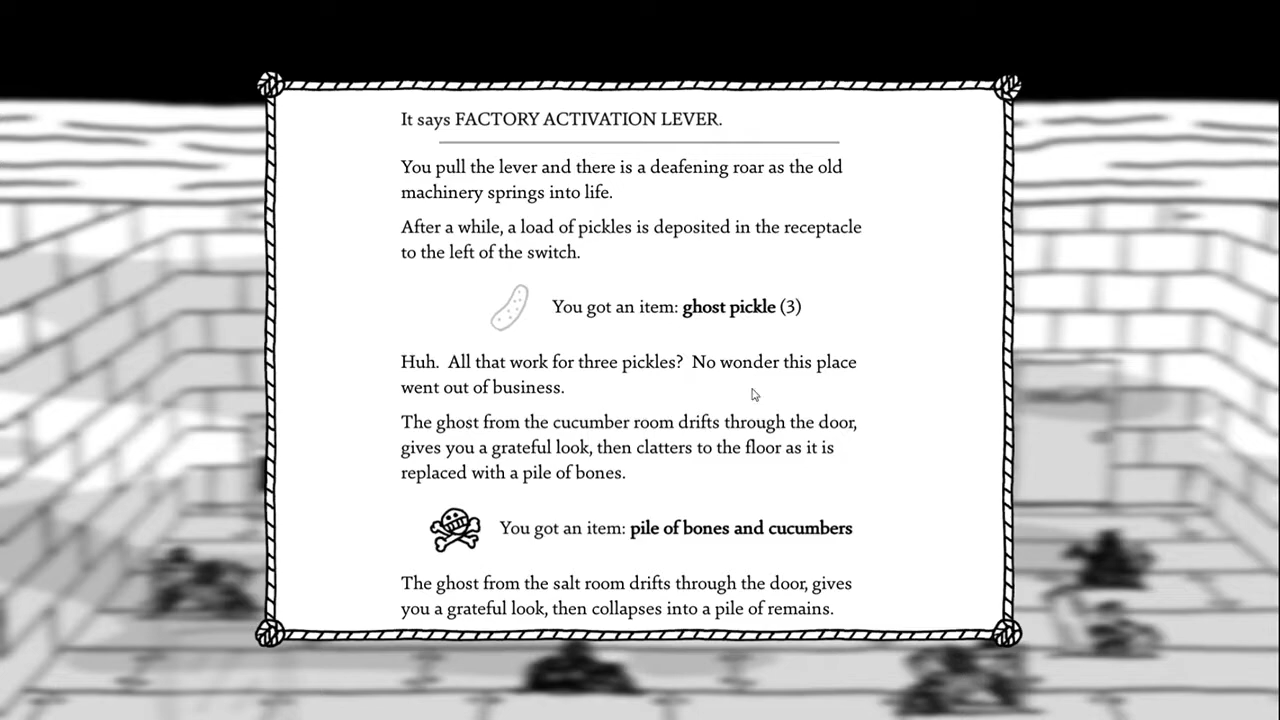 It says FACTORY ACTIVATION LEVER.
You pull the lever and there is a deafening roar as the old
machinery springs into life.
After a while, a load of pickles is deposited in the receptacle
to the left of the switch.
You got an item: ghost pickle (3)
Huh.  All that work for three pickles?  No wonder this place
went out of business.
The ghost from the cucumber room drifts through the door,
gives you a grateful look, then clatters to the floor as it is
replaced with a pile of bones.
You got an item: pile of bones and cucumbers
The ghost from the salt room drifts through the door, gives
you a grateful look, then collapses into a pile of remains.